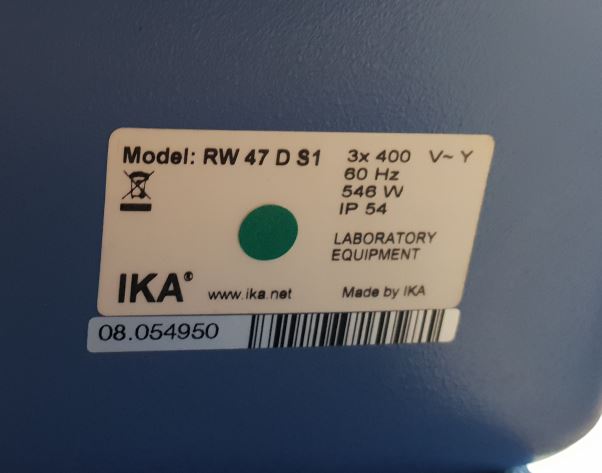 Model: RW 47 D S1
3x 400 V~ Y
60 Hz
546 W
IP 54
LABORATORY
EQUIPMENT
IKA®
www.ika.net
Made by IKA
08.054950